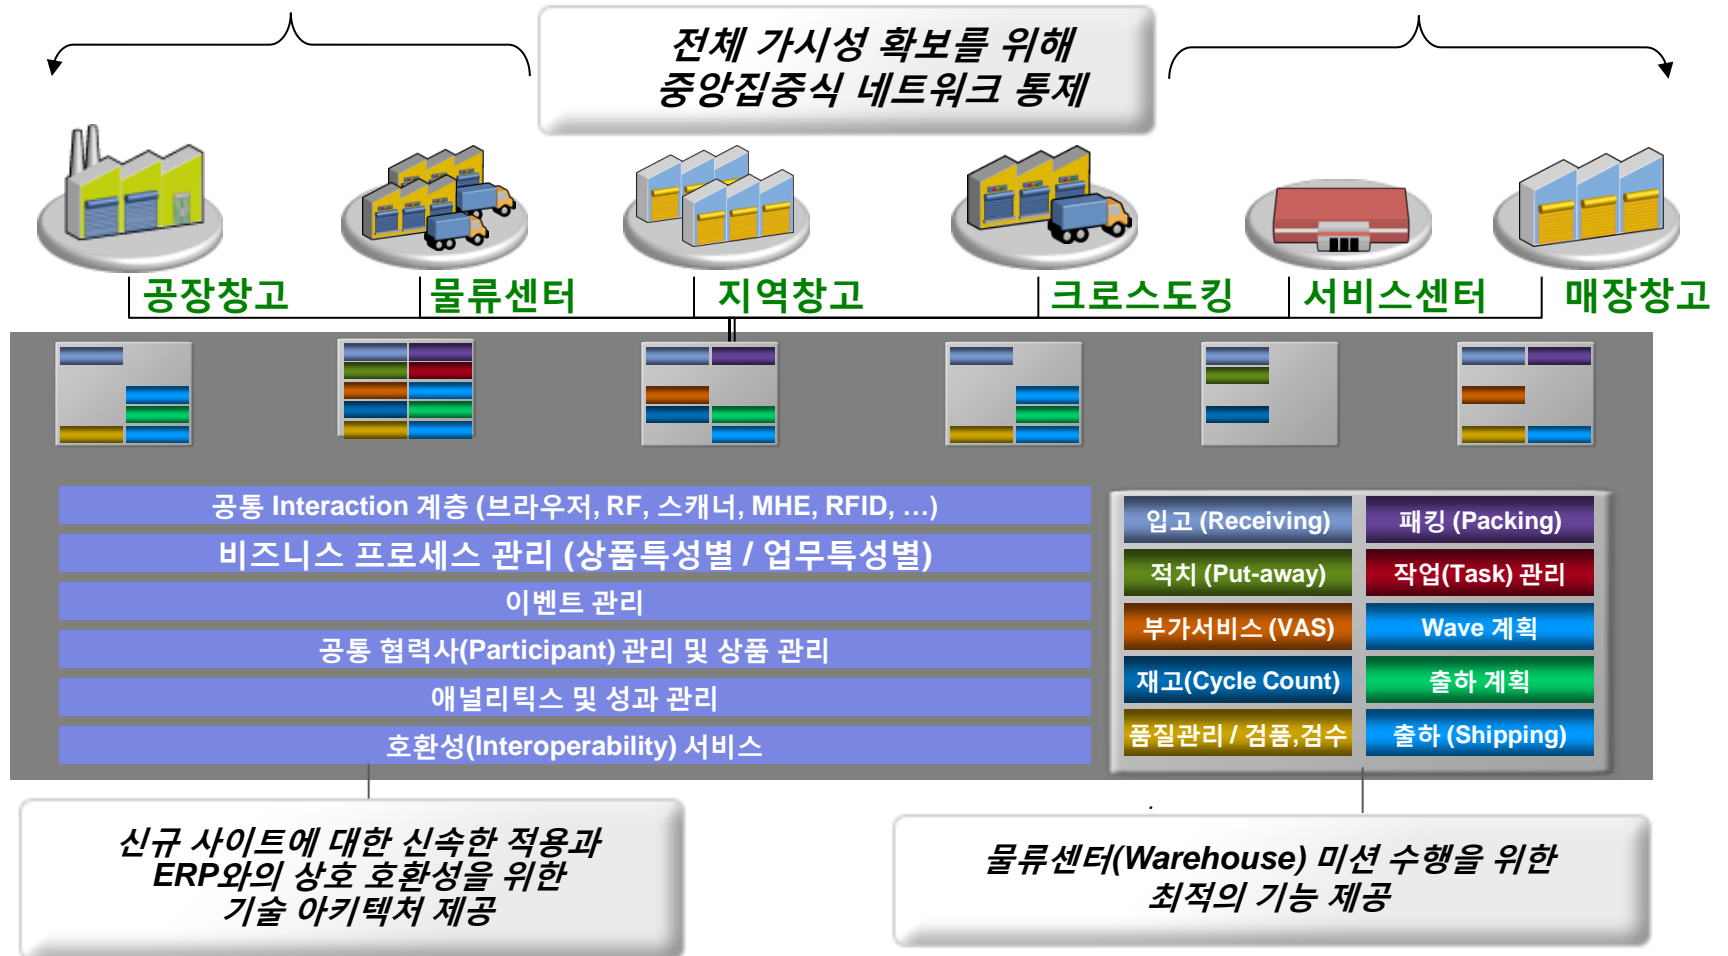 전체 가시성 확보를 위해
중앙집중식 네트워크 통제
공장창고
물류센터
지역창고
크로스도킹
서비스센터
매장창고
공통 Interaction 계층 (브라우저, RF, 스캐너, MHE, RFID, …)
비즈니스 프로세스 관리 (상품특성별 / 업무특성별)
이벤트 관리
공통 협력사(Participant) 관리 및 상품 관리
애널리틱스 및 성과 관리
호환성(Interoperability) 서비스
입고 (Receiving)
패킹 (Packing)
적치 (Put-away)
작업(Task) 관리
부가서비스 (VAS)
Wave 계획
재고(Cycle Count)
출하 계획
품질관리 / 검품,검수
출하 (Shipping)
신규 사이트에 대한 신속한 적용과
ERP와의 상호 호환성을 위한
기술 아키텍처 제공
.
물류센터(Warehouse) 미션 수행을 위한
최적의 기능 제공